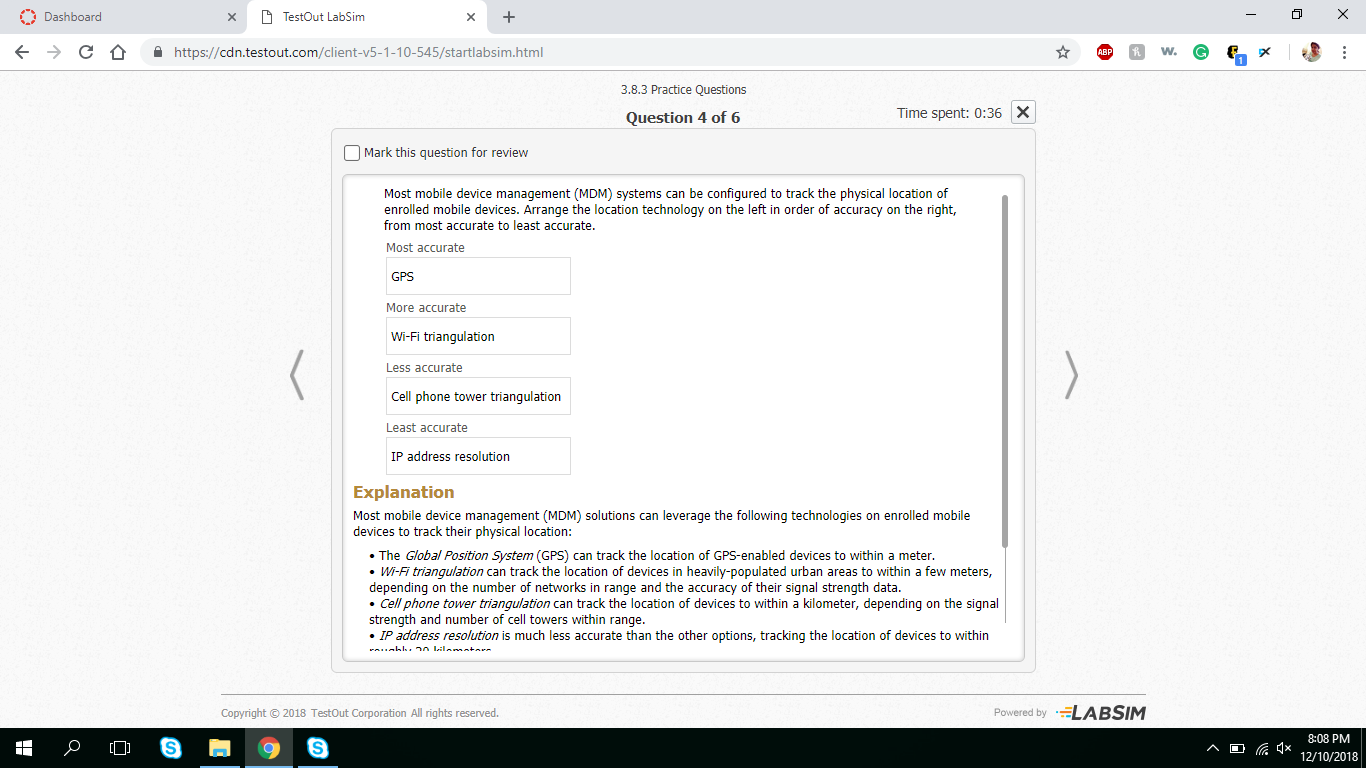 Dashboard
TestOut LabSim
https://cdn.testout.com/client-v5-1-10-545/startlabsim.html
ABP
w.
1
3.8.3 Practice Questions
Question 4 of 6
Time spent: 0:36
Mark this question for review
Most mobile device management (MDM) systems can be configured to track the physical location of
enrolled mobile devices. Arrange the location technology on the left in order of accuracy on the right,
from most accurate to least accurate.
Most accurate
GPS
More accurate
Wi-Fi triangulation
Less accurate
Cell phone tower triangulation
Least accurate
IP address resolution
Explanation
Most mobile device management (MDM) solutions can leverage the following technologies on enrolled mobile
devices to track their physical location:
• The Global Position System (GPS) can track the location of GPS-enabled devices to within a meter.
• Wi-Fi triangulation can track the location of devices in heavily-populated urban areas to within a few meters,
depending on the number of networks in range and the accuracy of their signal strength data.
• Cell phone tower triangulation can track the location of devices to within a kilometer, depending on the signal
strength and number of cell towers within range.
• IP address resolution is much less accurate than the other options, tracking the location of devices to within
roughly 20 kilometers
Copyright © 2018 TestOut Corporation All rights reserved.
Powered by LABSIM
8:08 PM
12/10/2018